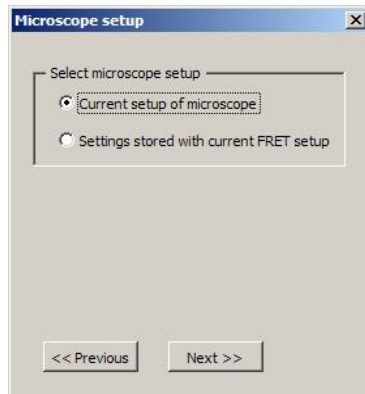 Microscope setup
Select microscope setup
Current setup of microscope
Settings stored with current FRET setup
<< Previous
Next >>